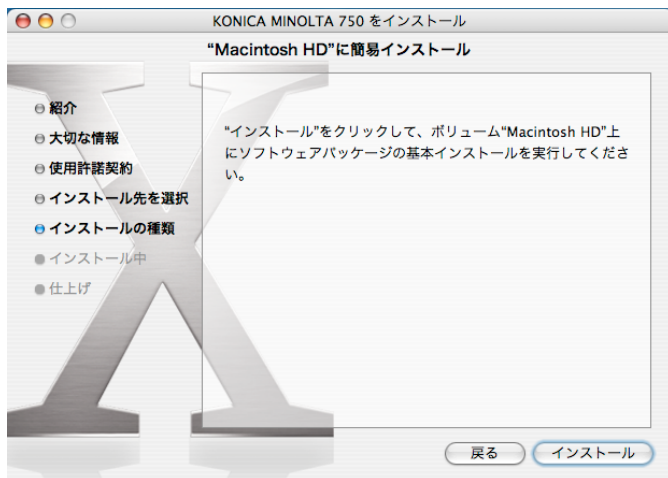 KONICA MINOLTA 750 をインストール
“Macintosh HD”に簡易インストール
紹介
大切な情報
使用許諾契約
インストール先を選択
インストールの種類
インストール中
仕上げ
“インストール”をクリックして、ボリューム“Macintosh HD”上
にソフトウェアパッケージの基本インストールを実行してくださ
い。
戻る
インストール